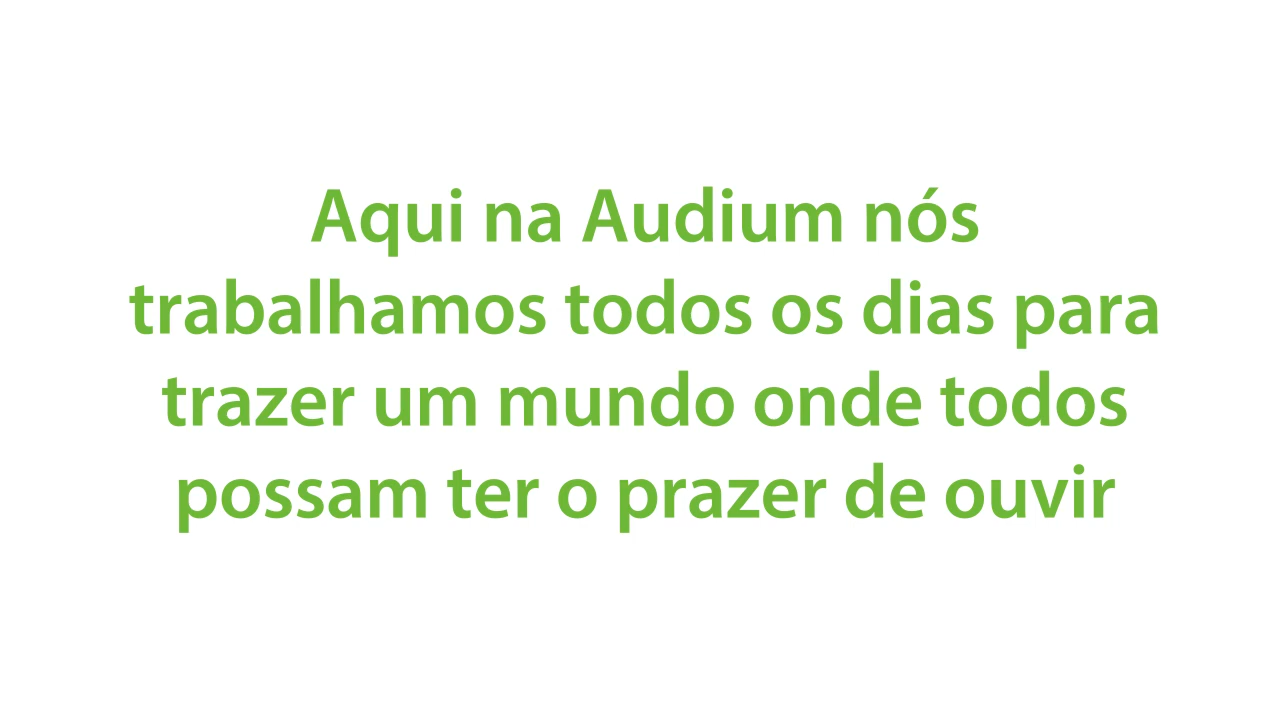 Aqui na Audium nós
trabalhamos todos os dias para
trazer um mundo onde todos
possam ter o prazer de ouvir